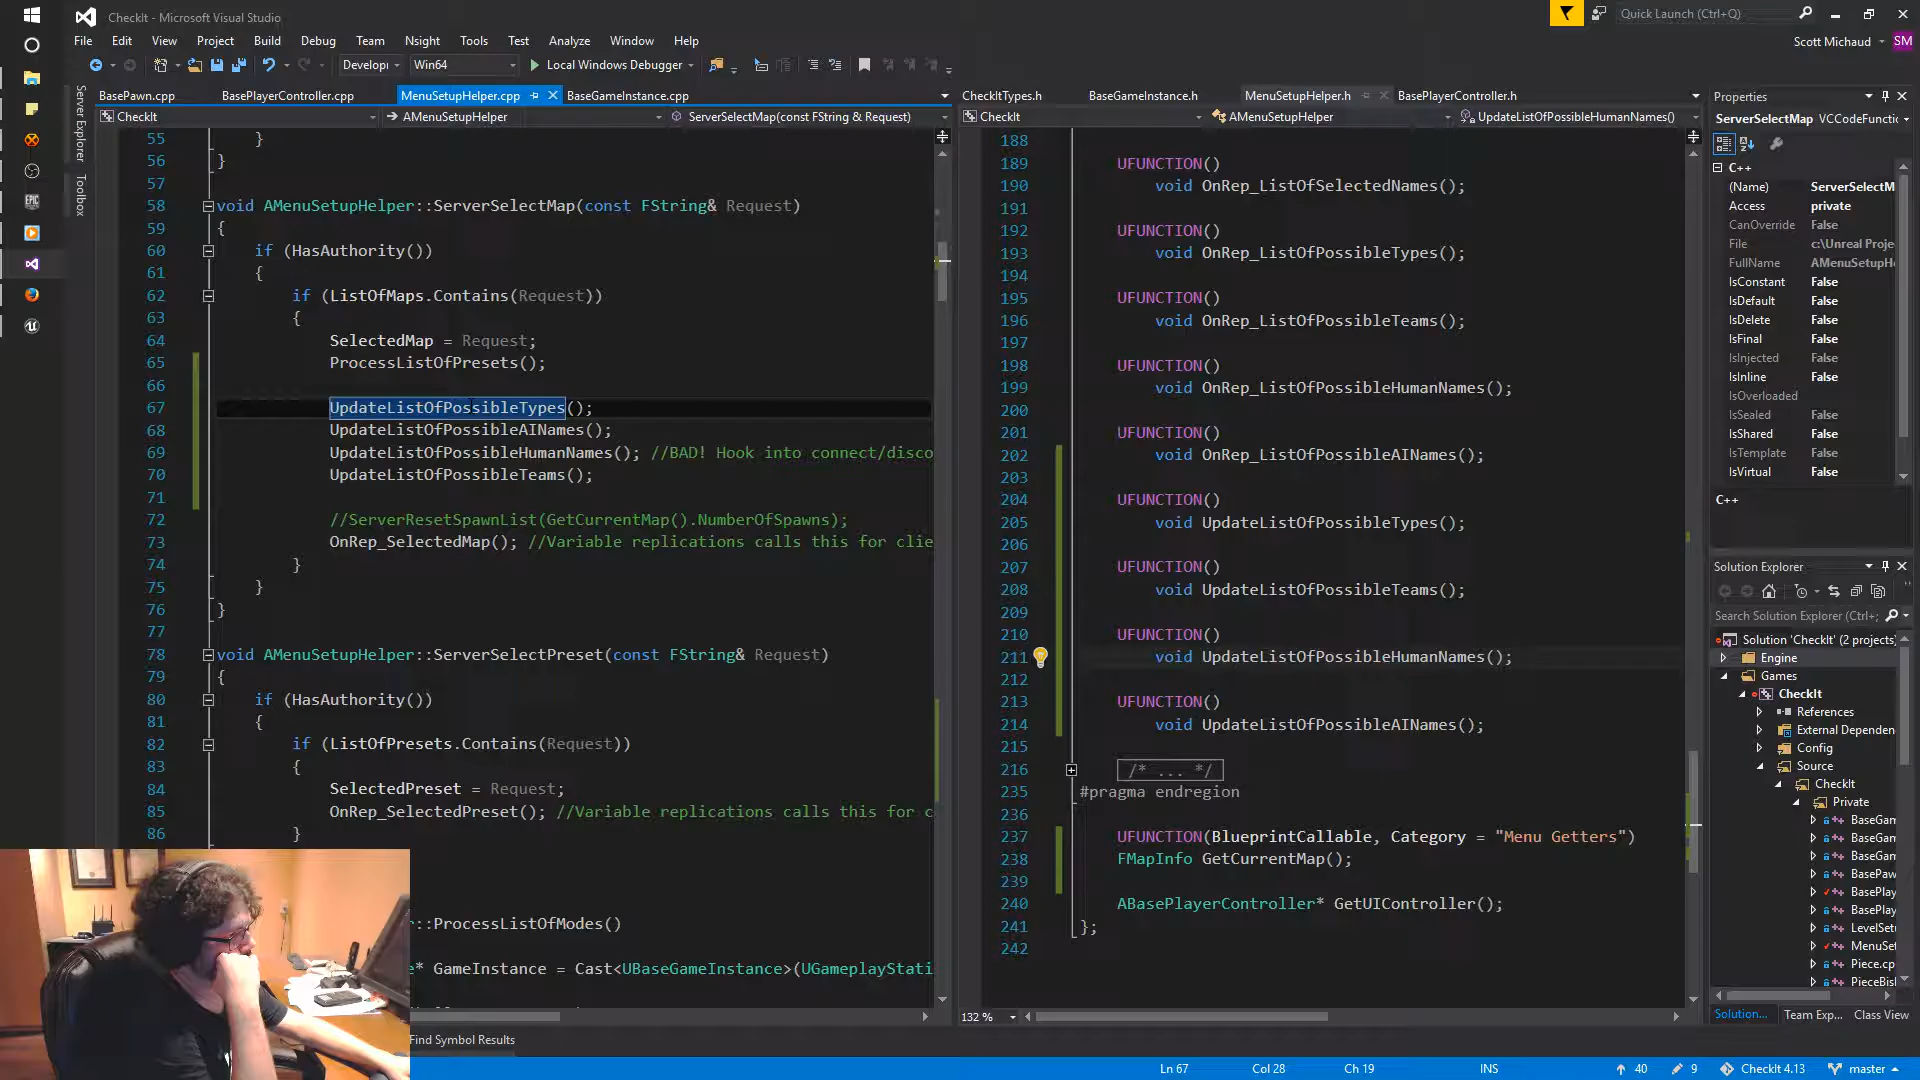 CheckIt - Microsoft Visual Studio
Quick Launch (Ctrl+Q)
File Edit View Project Build Debug Team Nsight Tools Test Analyze Window Help
Scott Michaud SM
Developi Win64 Local Windows Debugger
Server Explorer
Toolbox
EPIC
BasePawn.cpp BasePlayerController.cpp MenuSetupHelper.cpp BaseGameInstance.cpp
CheckIt AMenuSetupHelper ServerSelectMap(const FString & Request)
55 }
56 }
57
58 void AMenuSetupHelper::ServerSelectMap(const FString& Request)
59 {
60 if (HasAuthority())
61 {
62 if (ListOfMaps.Contains(Request))
63 {
64 SelectedMap = Request;
65 ProcessListOfPresets();
66
67 UpdateListOfPossibleTypes();
68 UpdateListOfPossibleAINames();
69 UpdateListOfPossibleHumanNames(); //BAD! Hook into connect/disco
70 UpdateListOfPossibleTeams();
71
72 //ServerResetSpawnList(GetCurrentMap().NumberOfSpawns);
73 OnRep_SelectedMap(); //Variable replications calls this for clie
74 }
75 }
76 }
77
78 void AMenuSetupHelper::ServerSelectPreset(const FString& Request)
79 {
80 if (HasAuthority())
81 {
82 if (ListOfPresets.Contains(Request))
83 {
84 SelectedPreset = Request;
85 OnRep_SelectedPreset(); //Variable replications calls this for c
86 }
::ProcessListOfModes()
e* GameInstance = Cast<UBaseGameInstance>(UGameplayStati
Find Symbol Results
CheckItTypes.h BaseGameInstance.h MenuSetupHelper.h BasePlayerController.h
CheckIt AMenuSetupHelper UpdateListOfPossibleHumanNames()
188
189 UFUNCTION()
190 void OnRep_ListOfSelectedNames();
191
192 UFUNCTION()
193 void OnRep_ListOfPossibleTypes();
194
195 UFUNCTION()
196 void OnRep_ListOfPossibleTeams();
197
198 UFUNCTION()
199 void OnRep_ListOfPossibleHumanNames();
200
201 UFUNCTION()
202 void OnRep_ListOfPossibleAINames();
203
204 UFUNCTION()
205 void UpdateListOfPossibleTypes();
206
207 UFUNCTION()
208 void UpdateListOfPossibleTeams();
209
210 UFUNCTION()
211 void UpdateListOfPossibleHumanNames();
212
213 UFUNCTION()
214 void UpdateListOfPossibleAINames();
215
216 /* ... */
235 #pragma endregion
236
237 UFUNCTION(BlueprintCallable, Category = "Menu Getters")
238 FMapInfo GetCurrentMap();
239
240 ABasePlayerController* GetUIController();
241 };
242
132 %
Properties
ServerSelectMap VCCodeFunctic
C++
(Name) ServerSelectM
Access private
CanOverride False
File c:\Unreal Proje
FullName AMenuSetupH
IsConstant False
IsDefault False
IsDelete False
IsFinal False
IsInjected False
IsInline False
IsOverloaded
IsSealed False
IsShared False
IsTemplate False
IsVirtual False
C++
Solution Explorer
Search Solution Explorer (Ctrl+;
Solution 'CheckIt' (2 projects)
Engine
Games
CheckIt
References
External Dependen
Config
Source
CheckIt
Private
BaseGam
BaseGam
BaseGam
BasePaw
BasePlay
BasePlay
LevelSet
MenuSet
Piece.cp
PieceBisl
Solution... Team Exp... Class View
Ln 67 Col 28 Ch 19 INS 40 9 CheckIt 4.13 master